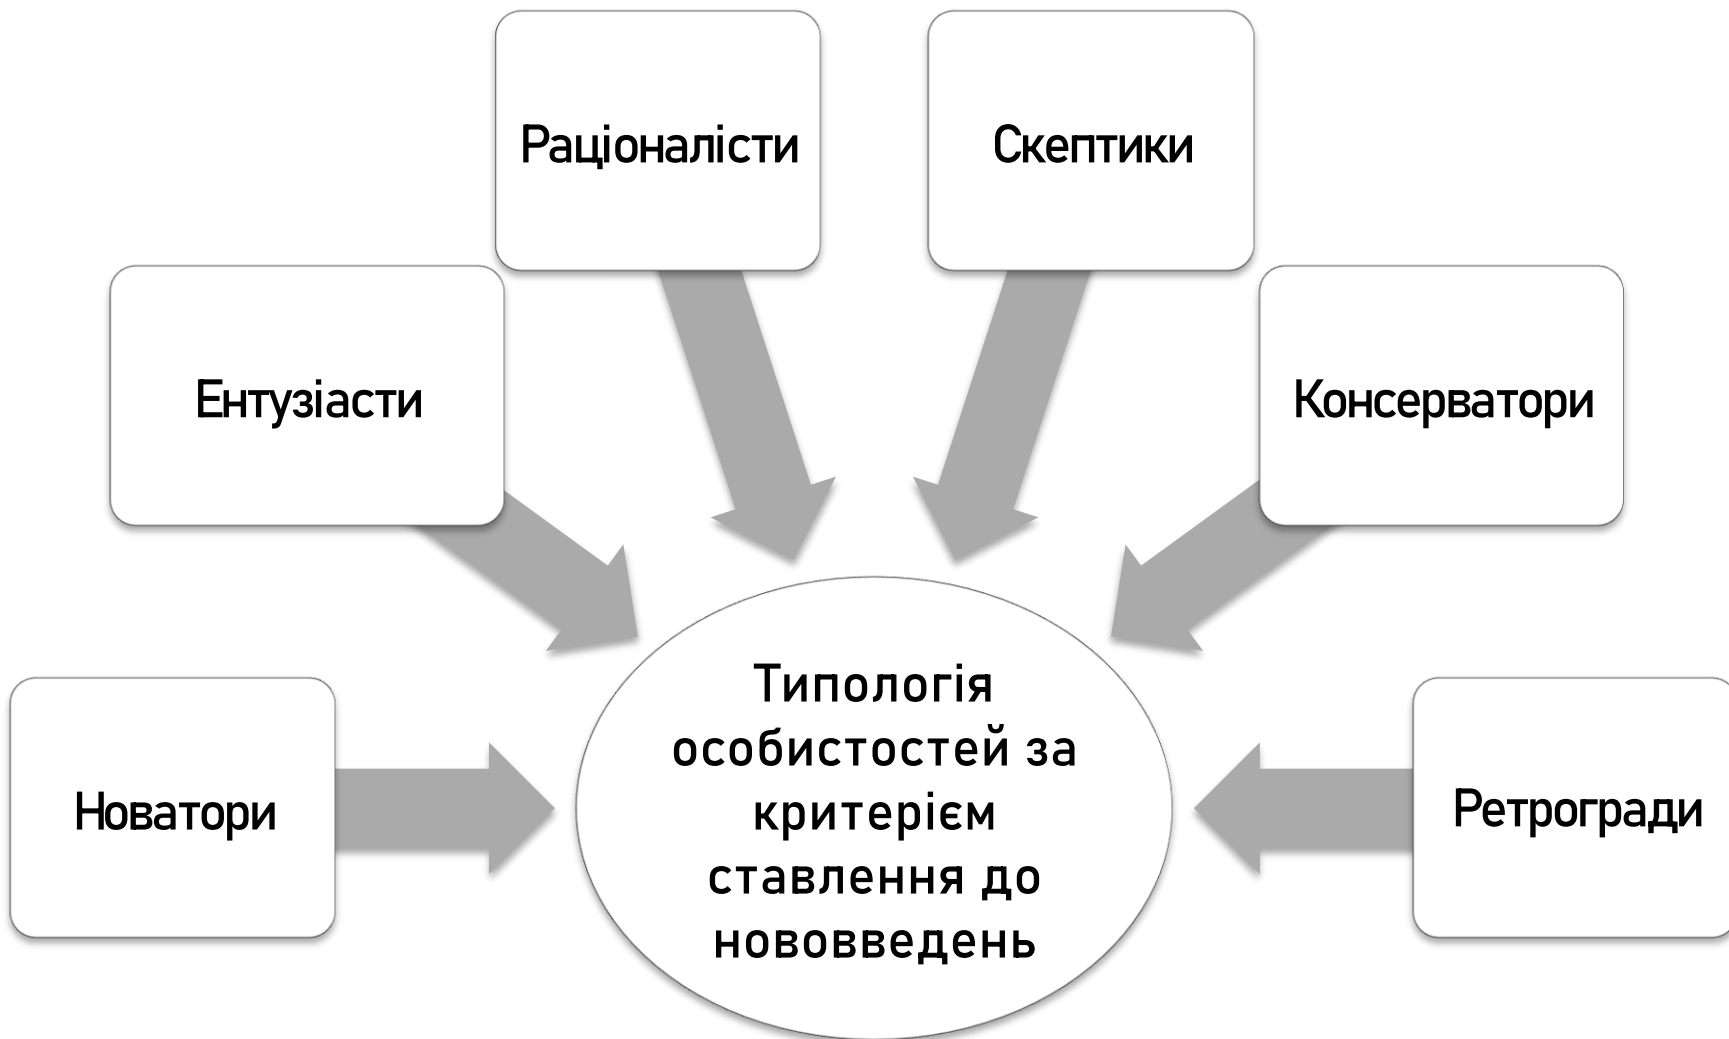 Раціоналісти
Скептики
Ентузіасти
Консерватори
Новатори
Типологія
особистостей за
критерієм
ставлення до
нововведень
Ретрогради